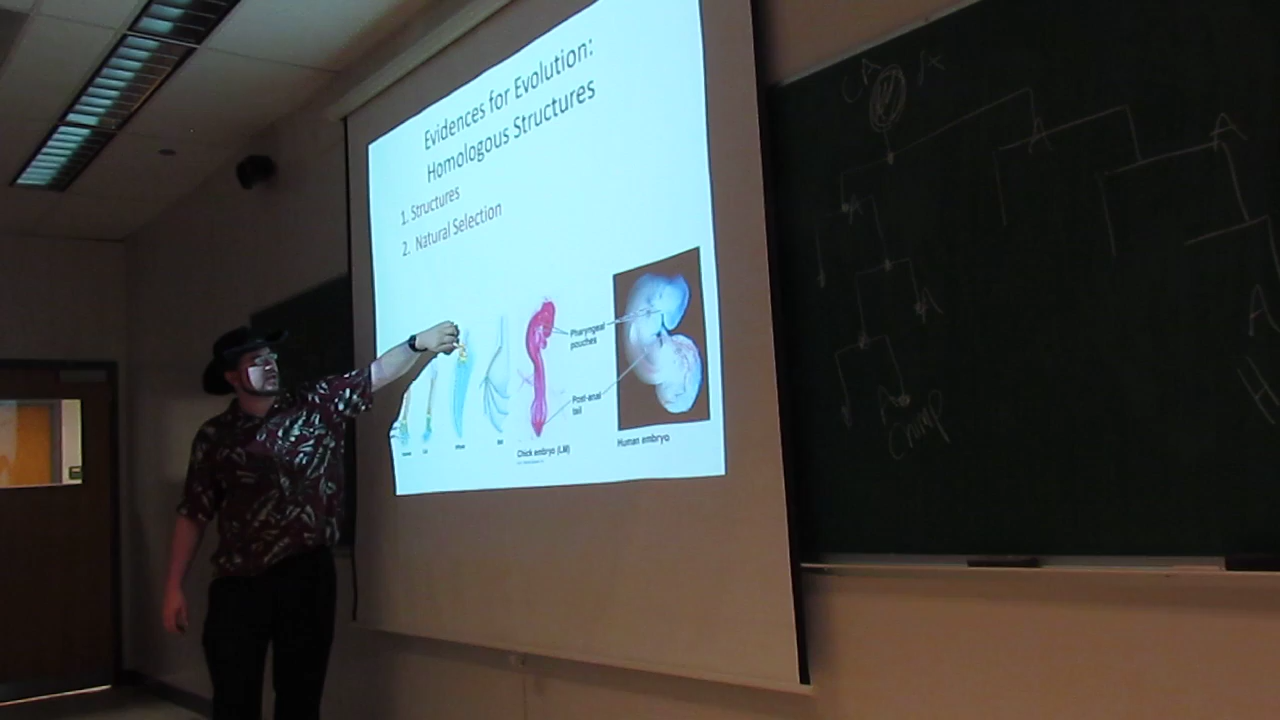 Evidences for Evolution:
Homologous Structures
1. Structures
2. Natural Selection
Pharyngeal
pouches
Post-anal
tail
Chick embryo (LM)
Human embryo
A
A
A
A
A
A
A
chimp